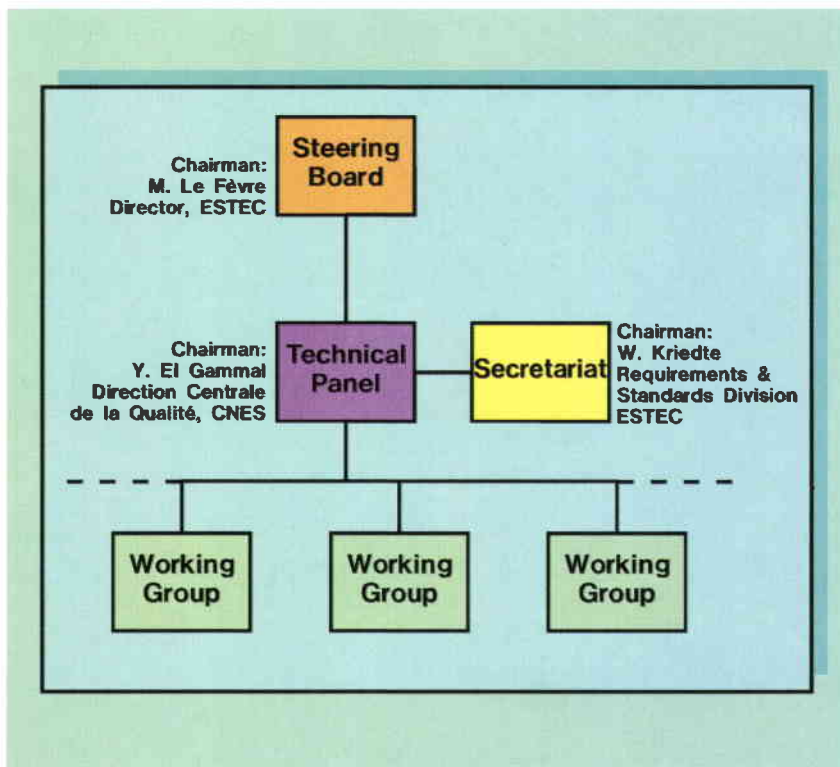 Steering
Board
Chairman:
M. Le Fèvre
Director, ESTEC
Chairman:
Y. El Gammal
Direction Centrale
de la Qualité, CNES
Technical
Panel
Secretariat
Chairman:
W. Kriedte
Requirements &
Standards Division
ESTEC
Working
Group
Working
Group
Working
Group